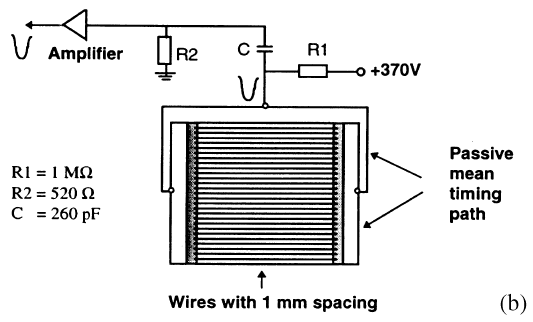 Amplifier
R2
C
R1
+370V
R1 = 1 MΩ
R2 = 520 Ω
C = 260 pF
Passive
mean
timing
path
Wires with 1 mm spacing
(b)